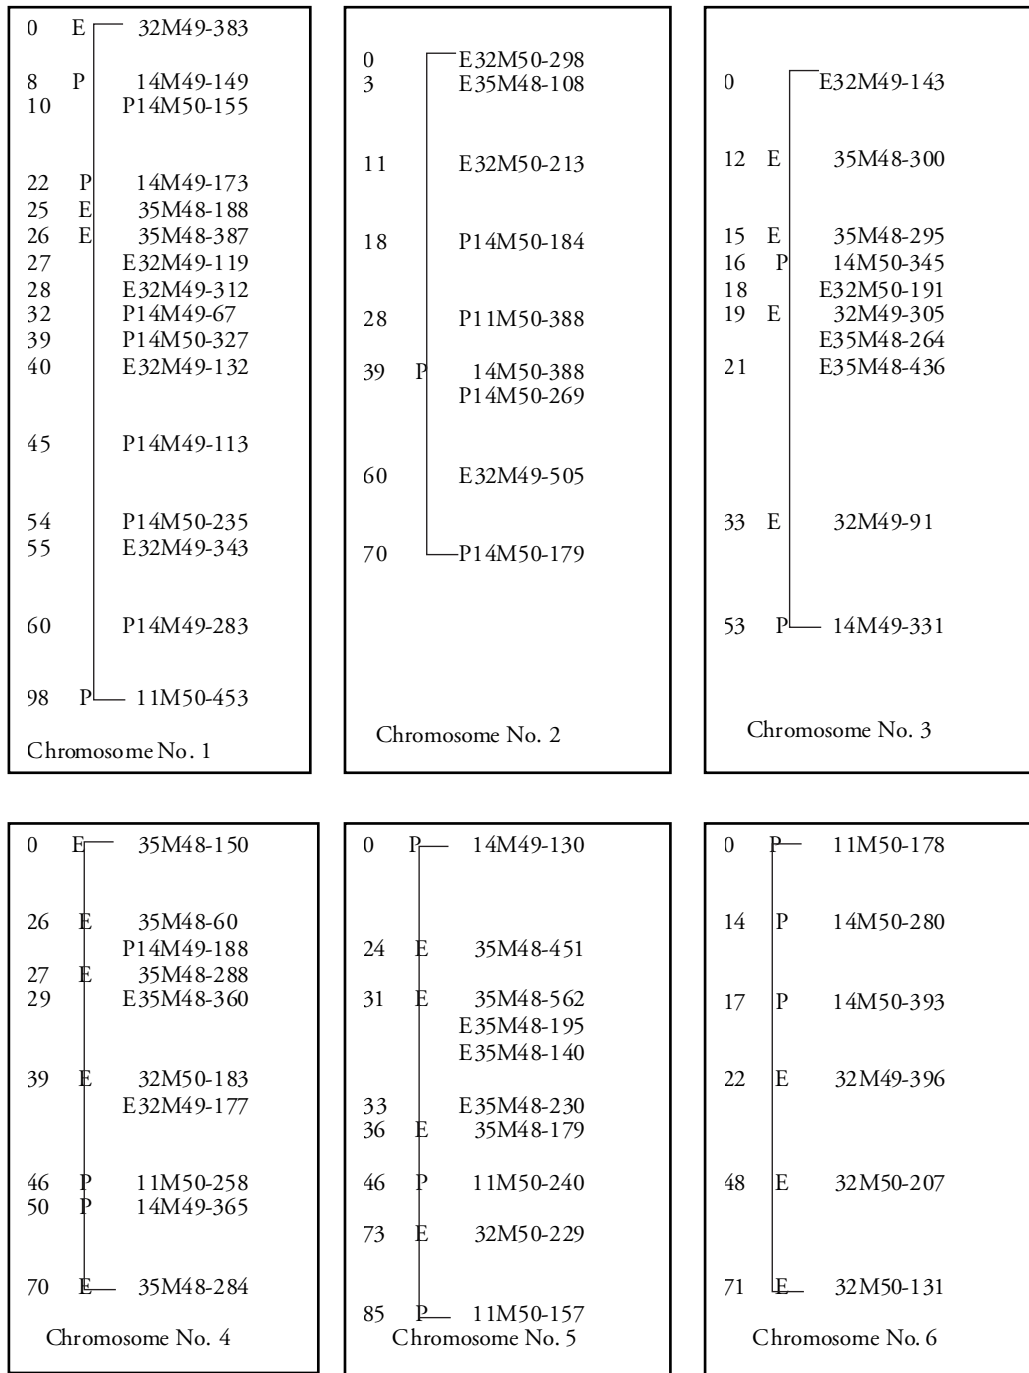 0 E 32M49-383
8 P 14M49-149
10 P14M50-155
22 P 14M49-173
25 E 35M48-188
26 E 35M48-387
27 E32M49-119
28 E32M49-312
32 P14M49-67
39 P14M50-327
40 E32M49-132
45 P14M49-113
54 P14M50-235
55 E32M49-343
60 P14M49-283
98 P 11M50-453
Chromosome No. 1
0 E32M50-298
3 E35M48-108
11 E32M50-213
18 P14M50-184
28 P11M50-388
39 P 14M50-388
P14M50-269
60 E32M49-505
70 P14M50-179
Chromosome No. 2
0 E32M49-143
12 E 35M48-300
15 E 35M48-295
16 P 14M50-345
18 E32M50-191
19 E 32M49-305
E35M48-264
21 E35M48-436
33 E 32M49-91
53 P 14M49-331
Chromosome No. 3
0 E 35M48-150
26 E 35M48-60
P14M49-188
27 E 35M48-288
29 E35M48-360
39 E 32M50-183
E32M49-177
46 P 11M50-258
50 P 14M49-365
70 E 35M48-284
Chromosome No. 4
0 P 14M49-130
24 E 35M48-451
31 E 35M48-562
E35M48-195
E35M48-140
33 E35M48-230
36 E 35M48-179
46 P 11M50-240
73 E 32M50-229
85 P 11M50-157
Chromosome No. 5
0 P 11M50-178
14 P 14M50-280
17 P 14M50-393
22 E 32M49-396
48 E 32M50-207
71 E 32M50-131
Chromosome No. 6